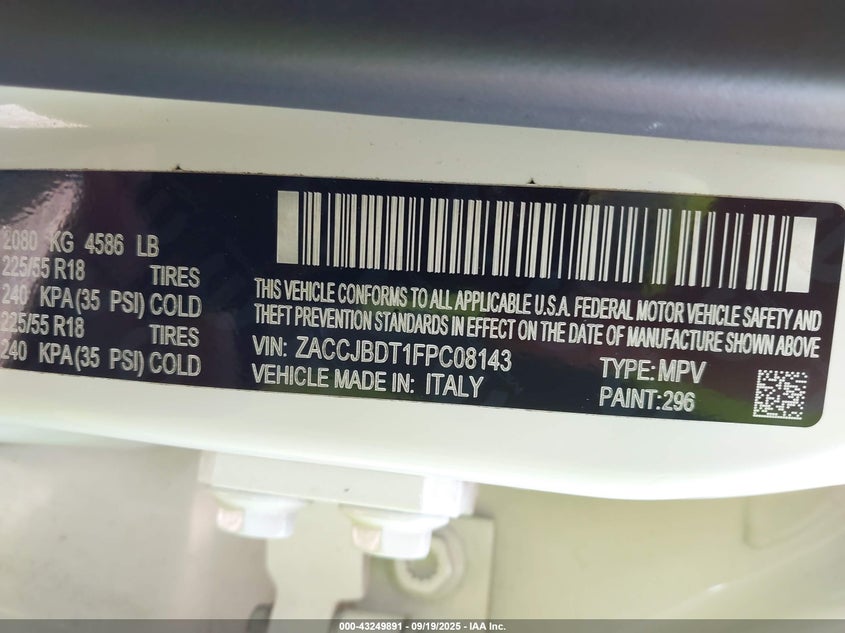 2080 KG 4586 LB
225/55 R18 TIRES
240 KPA(35 PSI) COLD
225/55 R18 TIRES
240 KPA(35 PSI) COLD
THIS VEHICLE CONFORMS TO ALL APPLICABLE U.S.A. FEDERAL MOTOR VEHICLE SAFETY AND
THEFT PREVENTION STANDARDS IN EFFECT ON THE DATE OF MANUFACTURE SHOWN ABOVE
VIN: ZACCJBDT1FPC08143 TYPE: MPV
VEHICLE MADE IN: ITALY PAINT:296
000-43249891 - 09/19/2025 - IAA Inc.